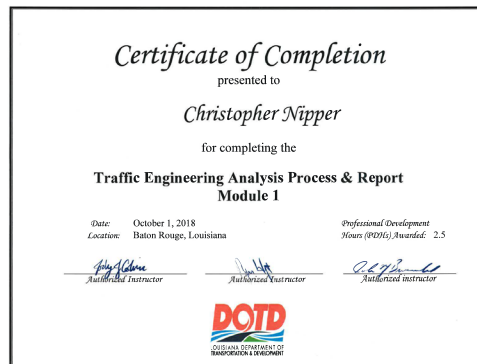 Certificate of Completion
presented to
Christopher Nipper
for completing the
Traffic Engineering Analysis Process & Report
Module 1
Date: October 1, 2018
Location: Baton Rouge, Louisiana
Professional Development
Hours (PDHs) Awarded: 2.5
Authorized Instructor
Authorized Instructor
Authorized instructor
DOTD
LOUISIANA DEPARTMENT OF
TRANSPORTATION & DEVELOPMENT